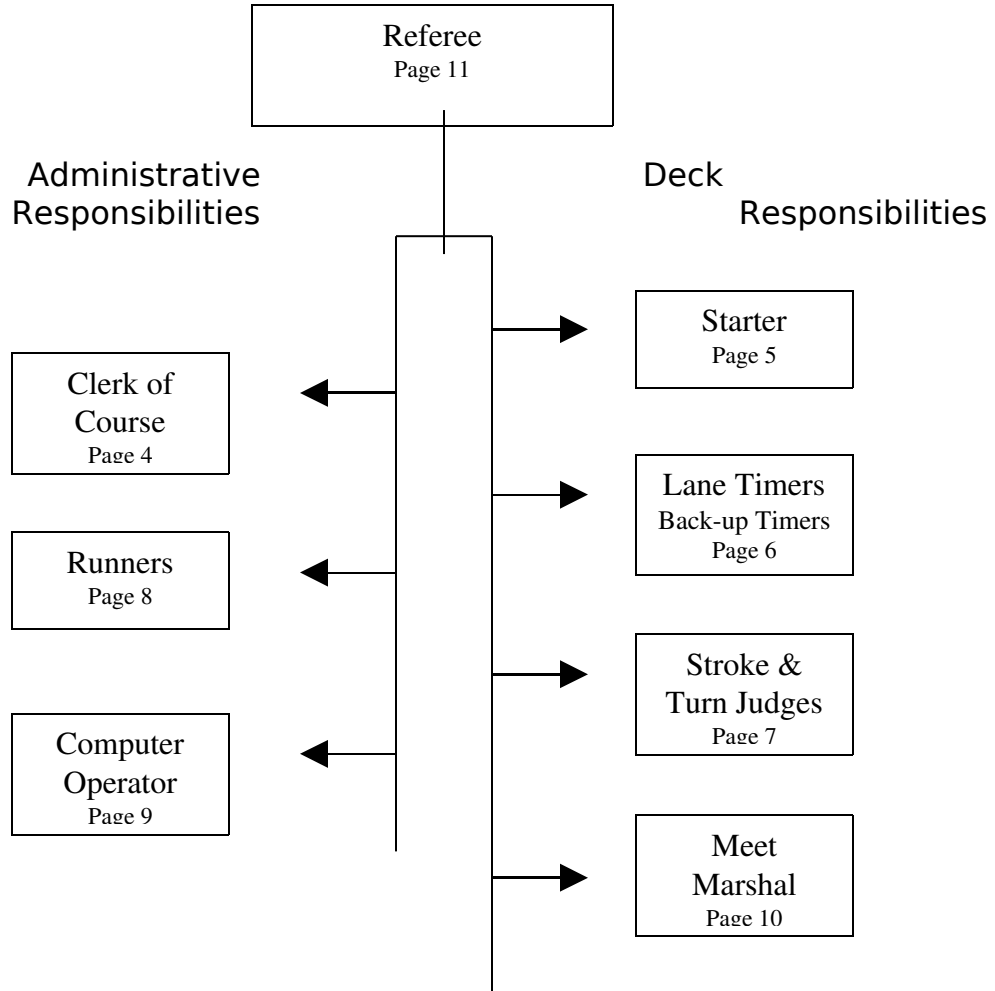 Referee
Page 11
Administrative
Responsibilities
Deck
Responsibilities
Clerk of
Course
Page 4
Runners
Page 8
Computer
Operator
Page 9
Starter
Page 5
Lane Timers
Back-up Timers
Page 6
Stroke &
Turn Judges
Page 7
Meet
Marshal
Page 10